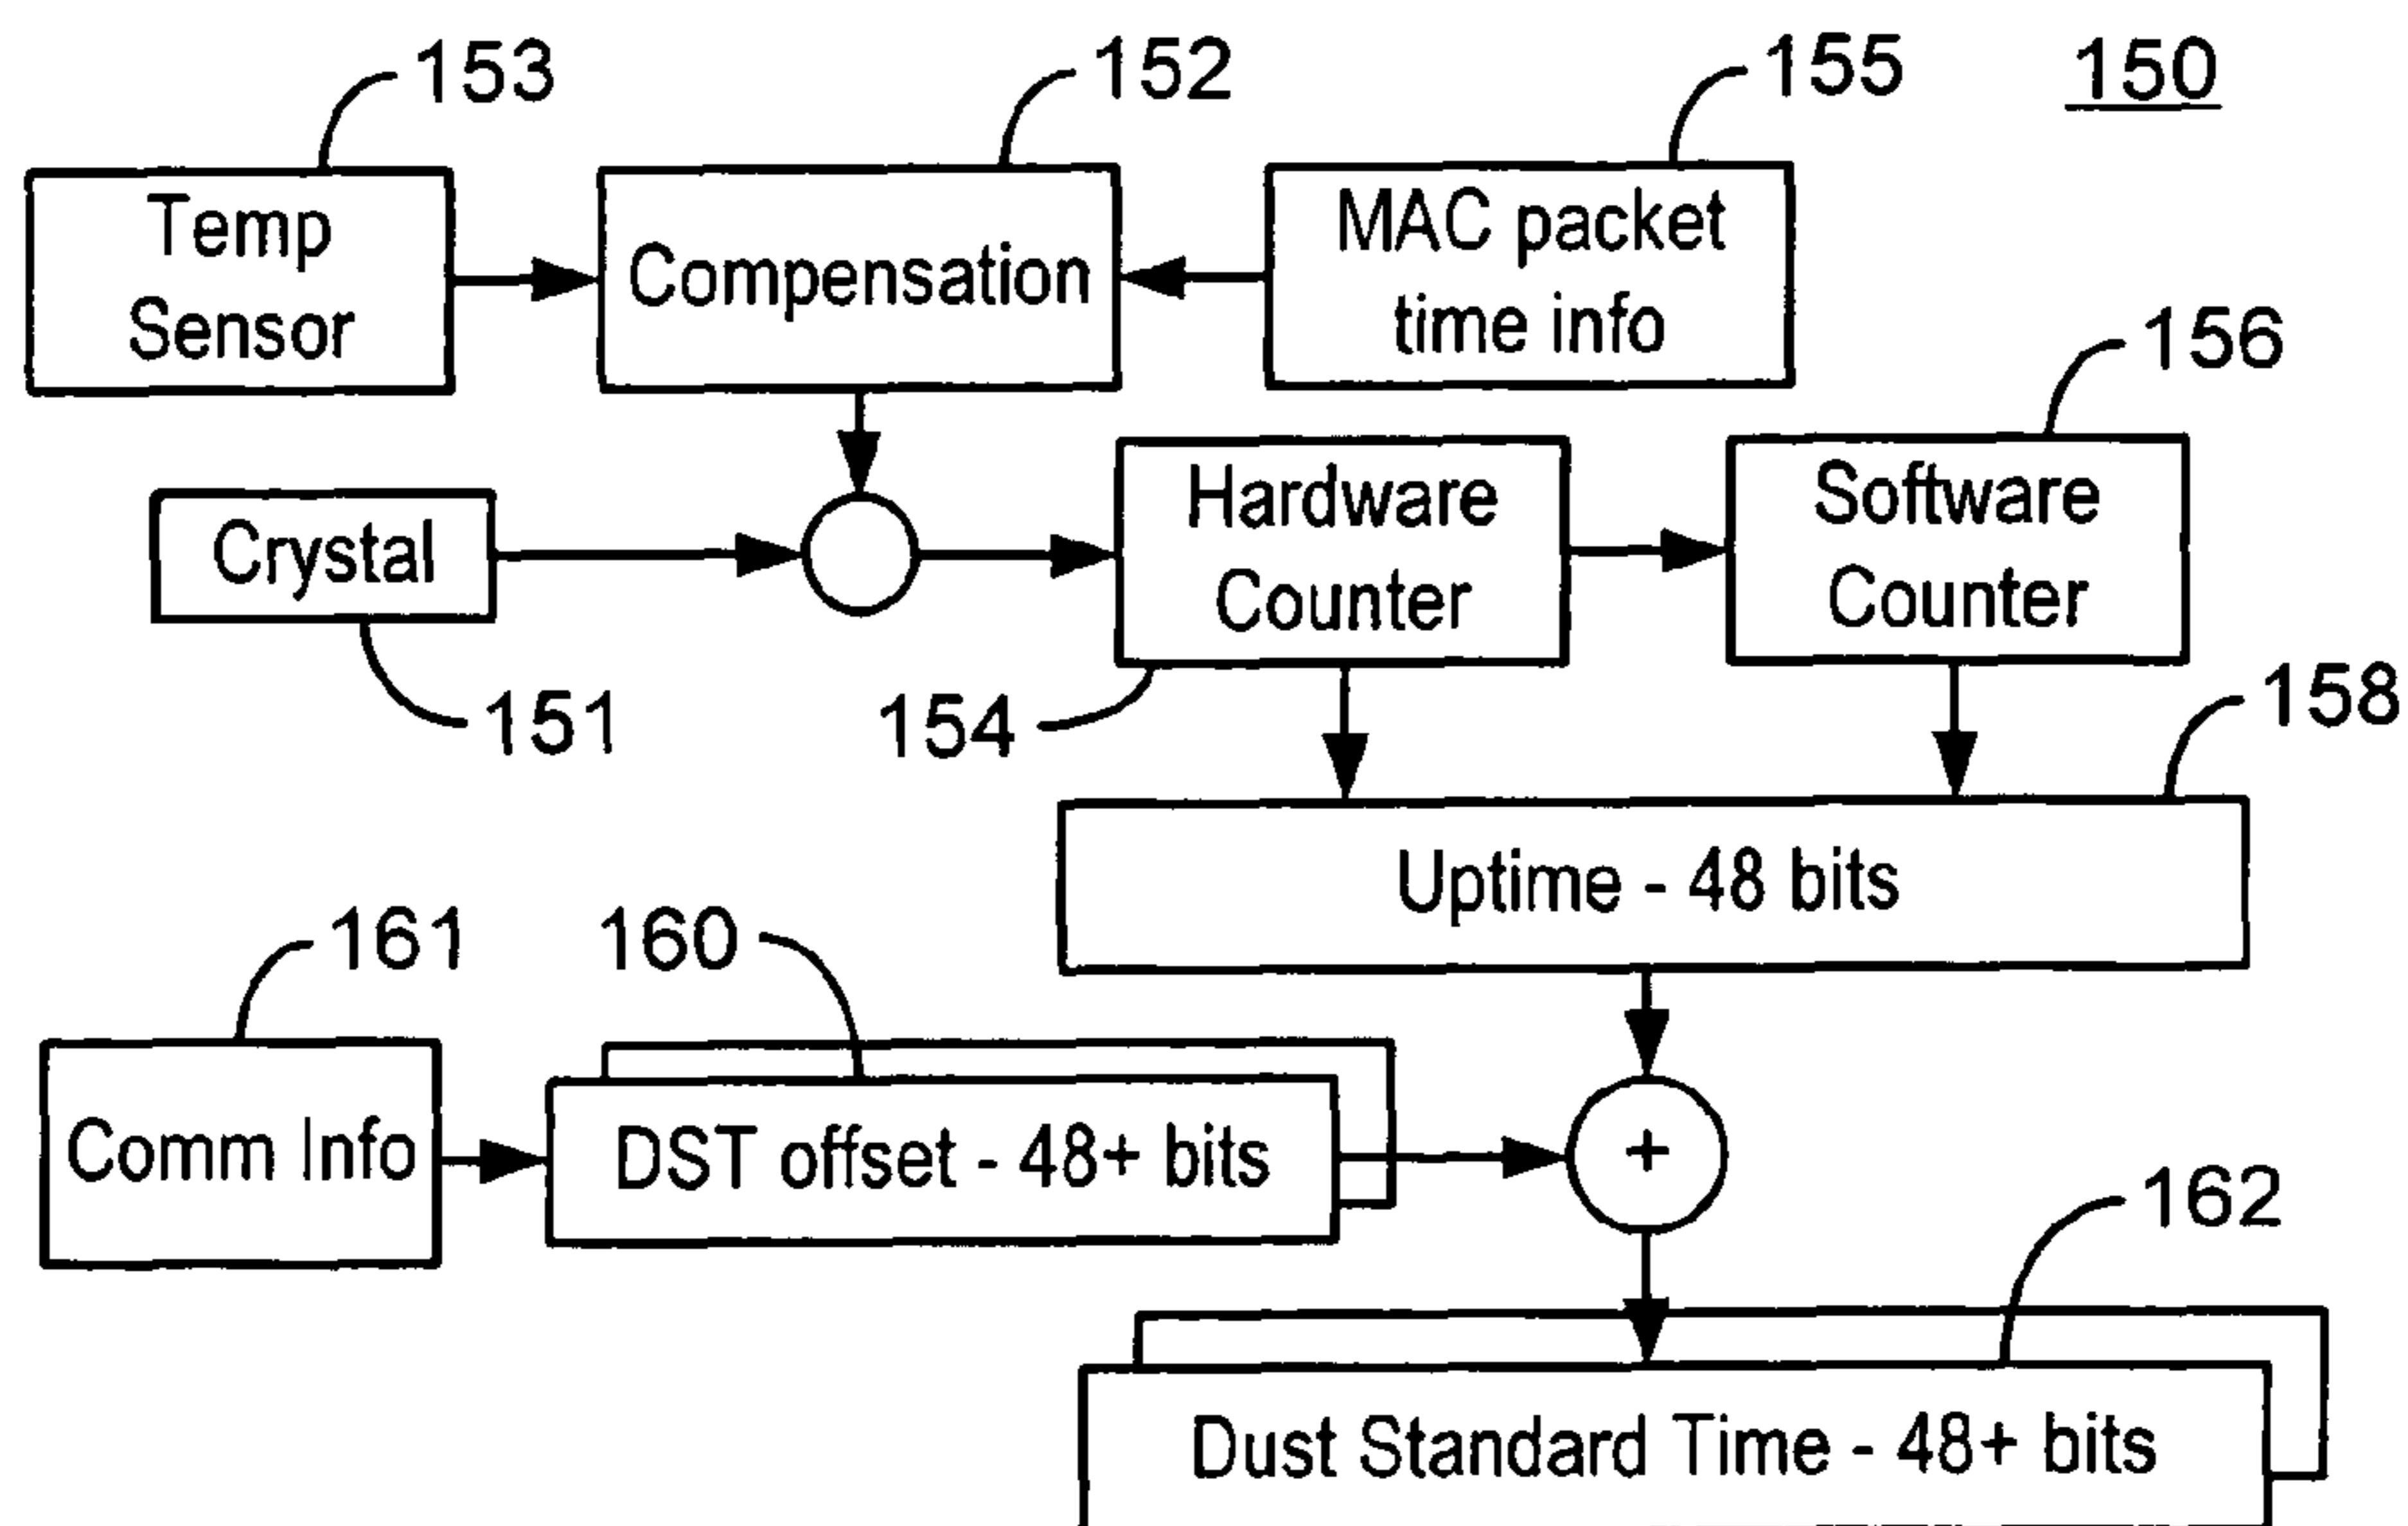 153
152
155
150
Temp
Sensor
Compensation
MAC packet
time info
156
Crystal
Hardware
Counter
Software
Counter
151
154
158
Uptime - 48 bits
161
160
Comm Info
DST offset - 48+ bits
+
162
Dust Standard Time - 48+ bits